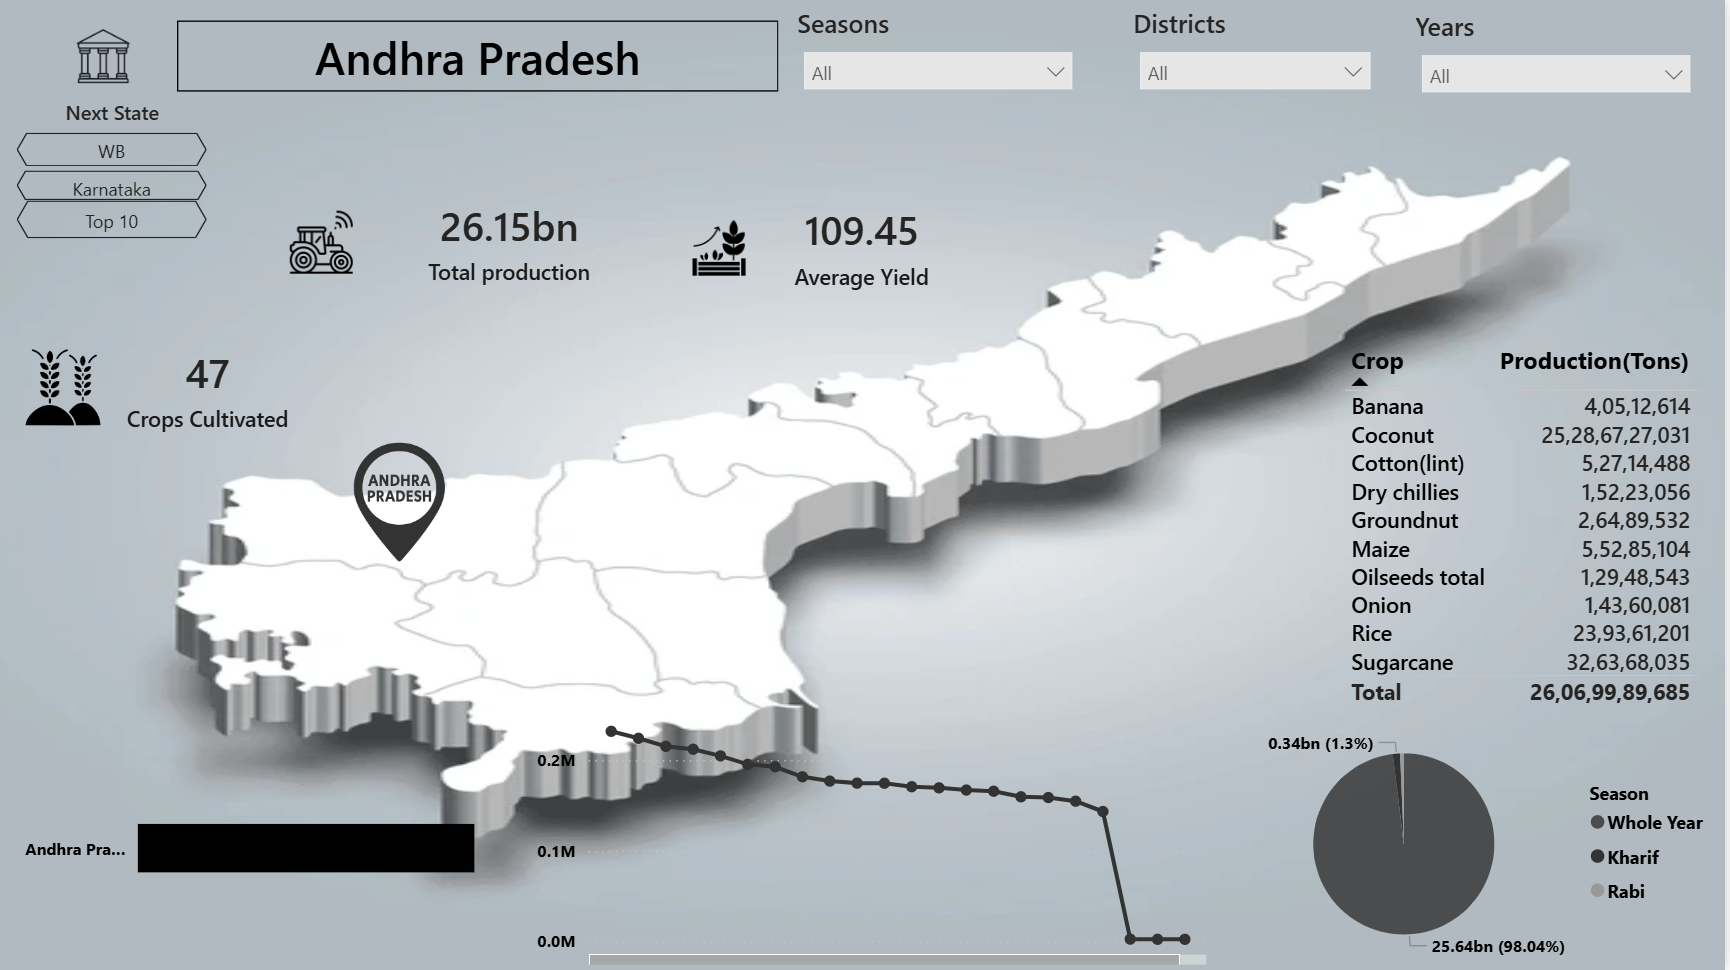 Andhra Pradesh
Seasons
All
Districts
All
Years
All
Next State
WB
Karnataka
Top 10
26.15bn
Total production
109.45
Average Yield
47
Crops Cultivated
ANDHRA
PRADESH
Crop Production(Tons)
Banana 4,05,12,614
Coconut 25,28,67,27,031
Cotton(lint) 5,27,14,488
Dry chillies 1,52,23,056
Groundnut 2,64,89,532
Maize 5,52,85,104
Oilseeds total 1,29,48,543
Onion 1,43,60,081
Rice 23,93,61,201
Sugarcane 32,63,68,035
Total 26,06,99,89,685
Andhra Pra...
0.2M
0.1M
0.0M
0.34bn (1.3%)
25.64bn (98.04%)
Season
Whole Year
Kharif
Rabi